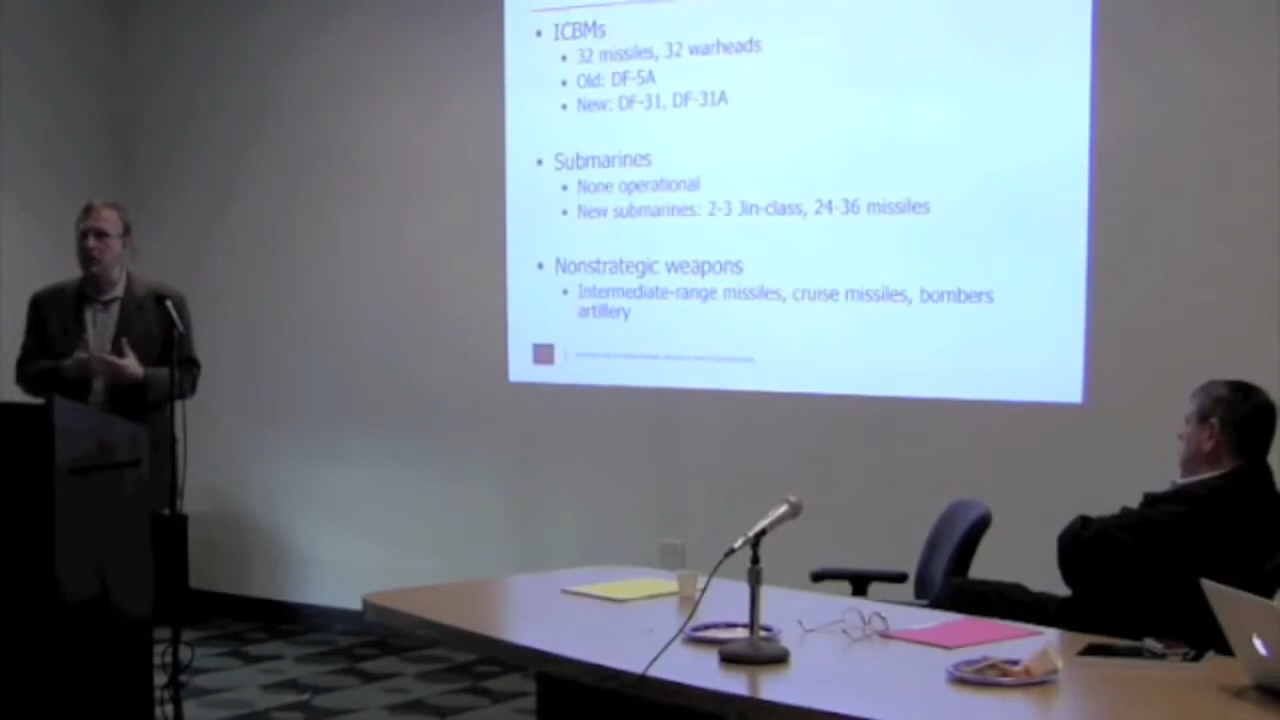 • ICBMs
• 32 missiles, 32 warheads
• Old: DF-5A
• New: DF-31, DF-31A
• Submarines
• None operational
• New submarines: 2-3 Jin-class, 24-36 missiles
• Nonstrategic weapons
• Intermediate-range missiles, cruise missiles, bombers
artillery